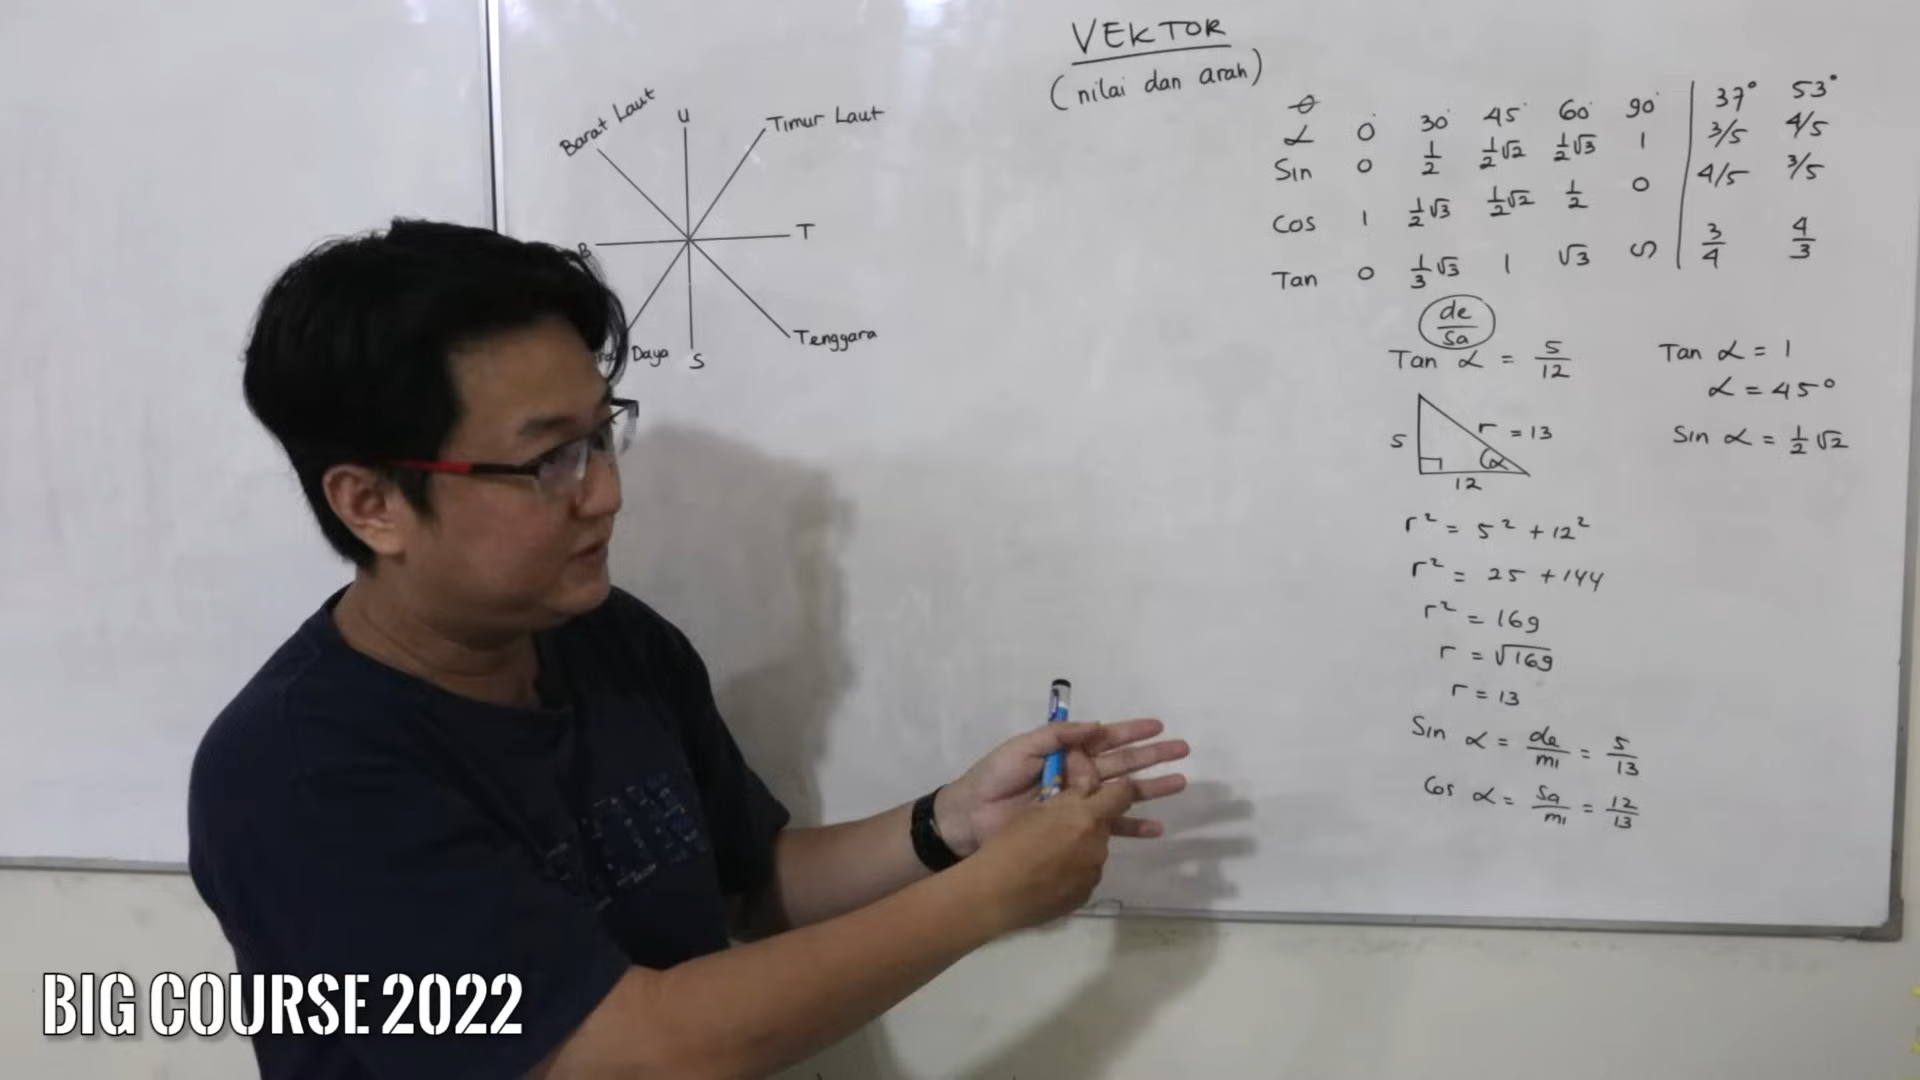 VEKTOR
(nilai dan arah)
Barat Laut
U
Timur Laut
B
T
Daya
S
Tenggara
θ
α 0° 30° 45° 60° 90° 37° 53°
Sin 0 1/2 1/2√2 1/2√3 1 3/5 4/5
Cos 1 1/2√3 1/2√2 1/2 0 4/5 3/5
Tan 0 1/3√3 1 √3 ∽ 3/4 4/3
de/sa
Tan α = 5/12
5
r = 13
α
12
r² = 5² + 12²
r² = 25 + 144
r² = 169
r = √169
r = 13
Sin α = de/mi = 5/13
Cos α = sa/mi = 12/13
Tan α = 1
α = 45°
Sin α = 1/2 √2
BIG COURSE 2022